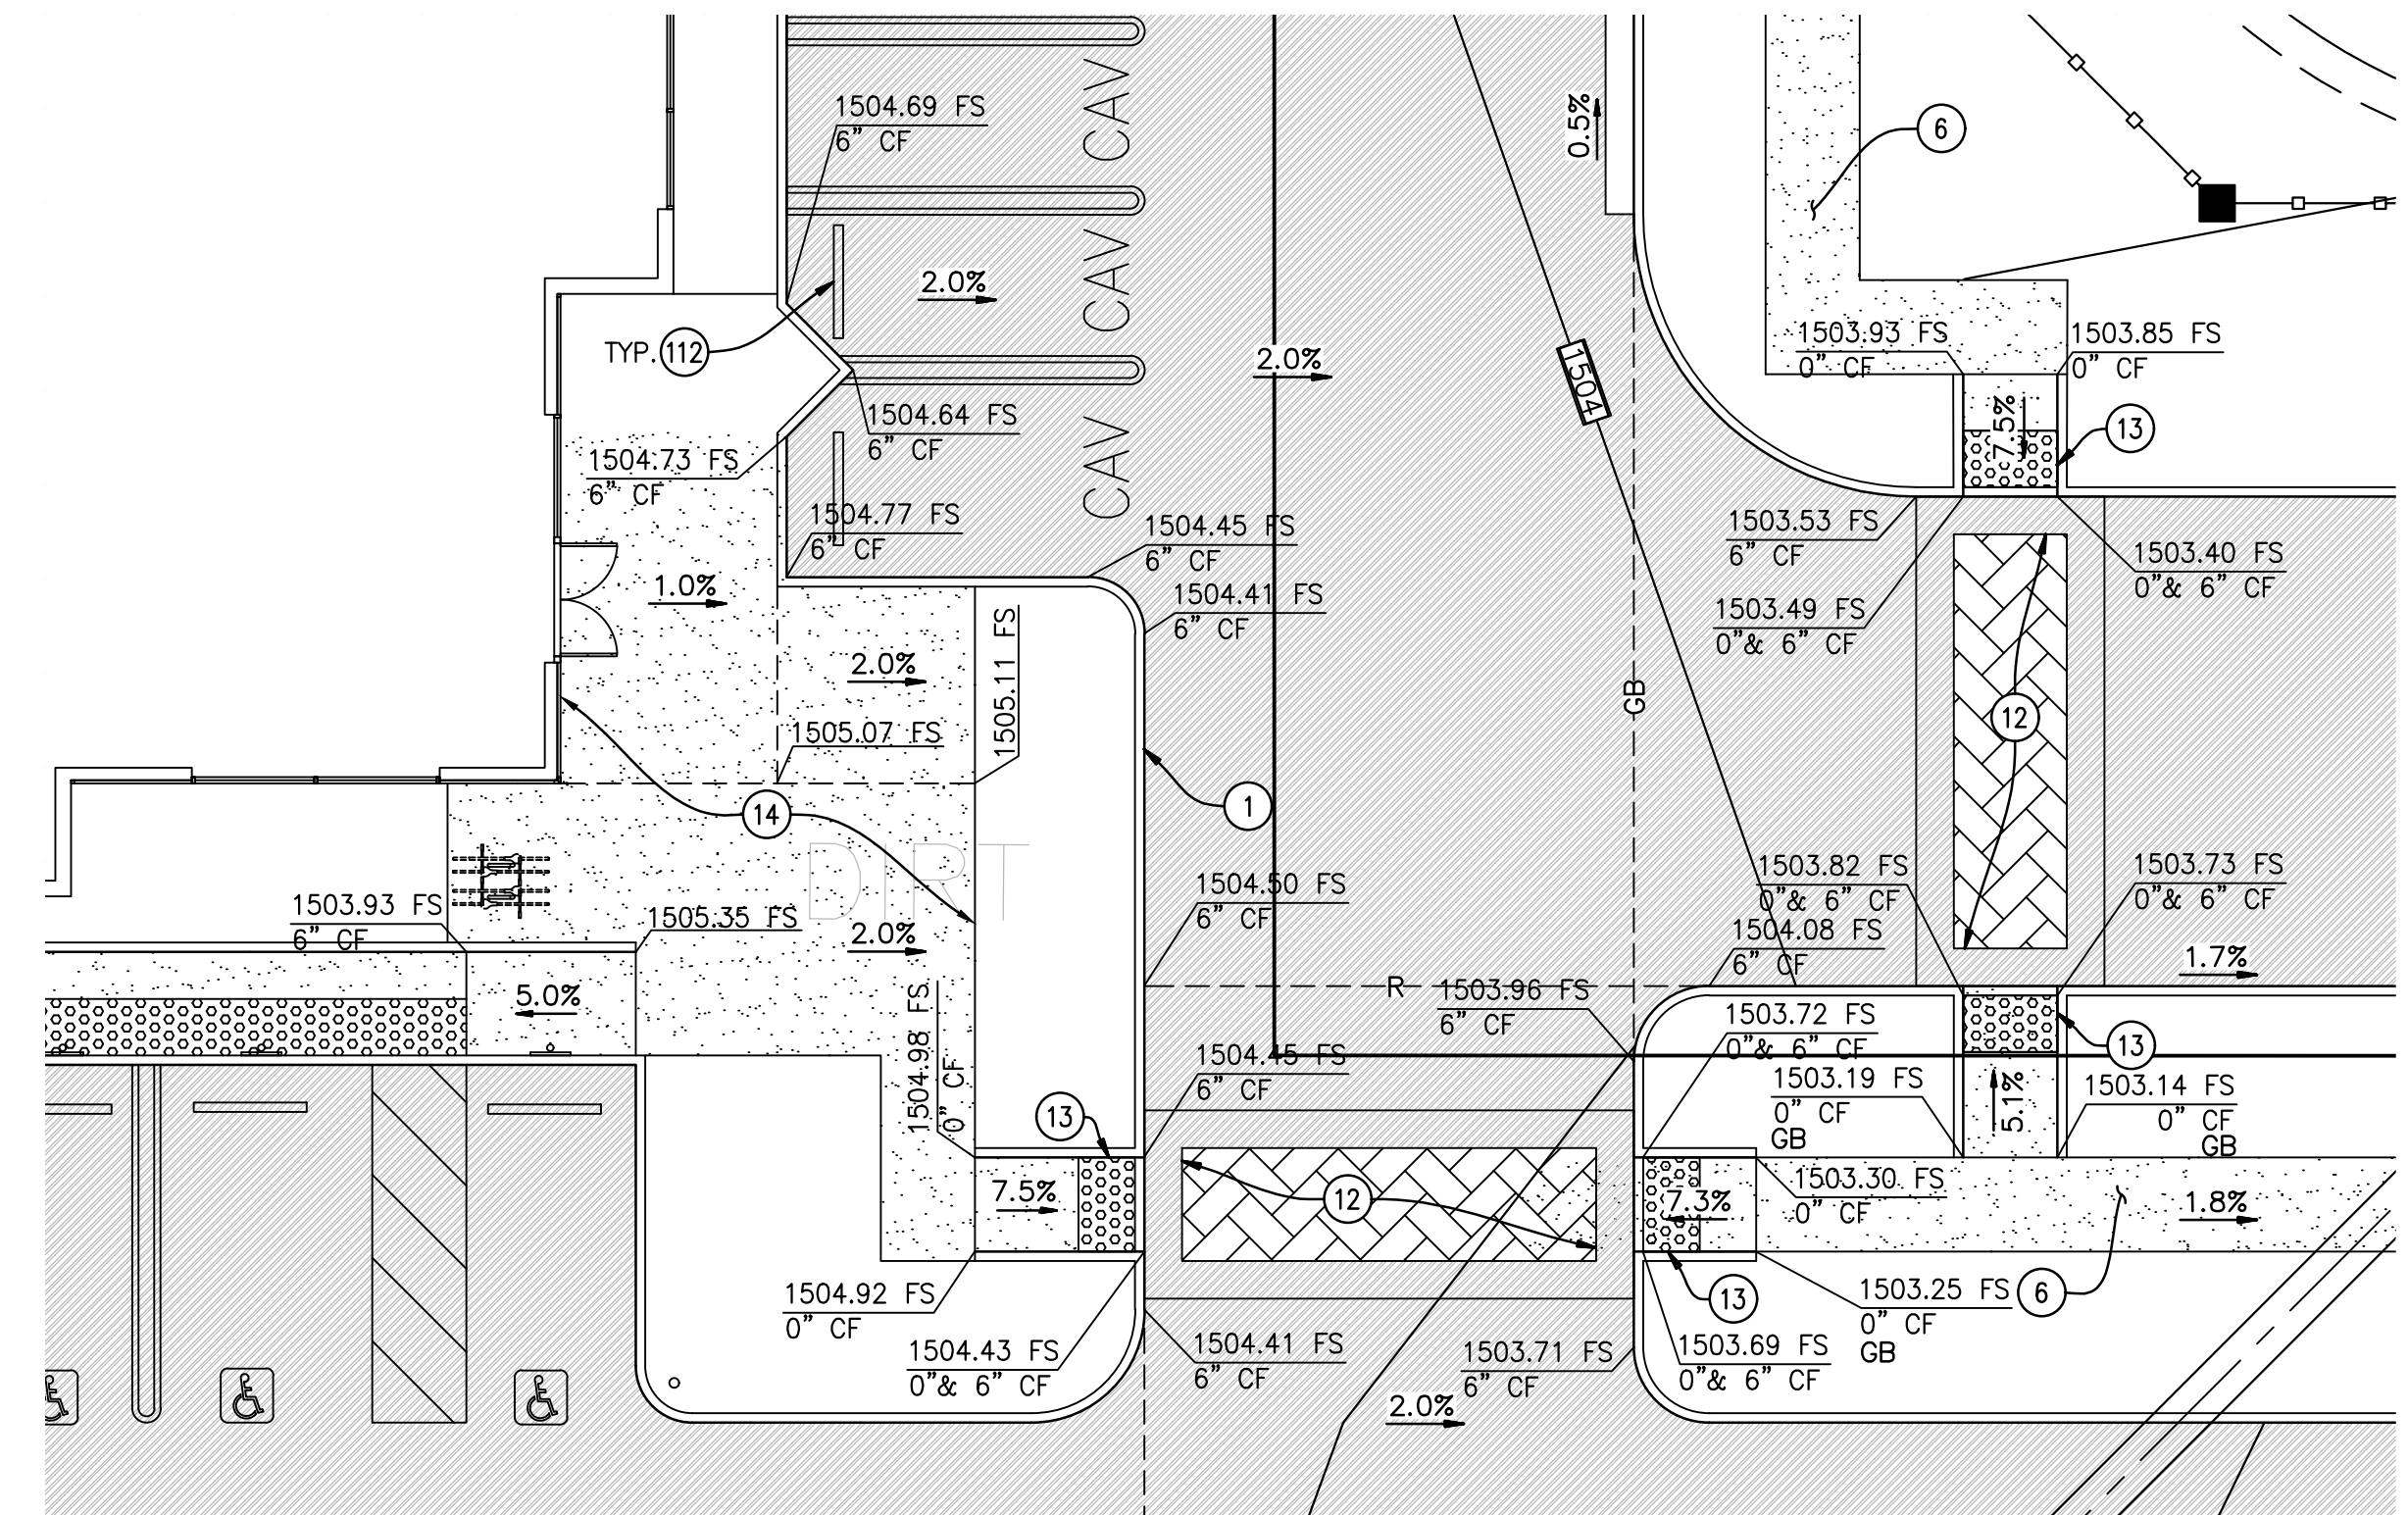 1504.69 FS
6" CF
CAV
0.5%
6
CAV
2.0%
TYP.
112
2.0%
1504
1503.93 FS
0" CF
1503.85 FS
0" CF
1504.64 FS
6" CF
CAV
7.5%
13
1504.73 FS
6" CF
1504.77 FS
6" CF
1504.45 FS
6" CF
1503.53 FS
6" CF
1503.40 FS
0"& 6" CF
1.0%
1504.41 FS
6" CF
1503.49 FS
0"& 6" CF
2.0%
1505.11 FS
GB
12
1505.07 FS
14
1
DIRT
1503.93 FS
6" CF
1505.35 FS
2.0%
1504.50 FS
6" CF
1503.82 FS
0"& 6" CF
1503.73 FS
0"& 6" CF
1504.08 FS
6" CF
1.7%
5.0%
1504.98 FS
0" CF
R
1503.96 FS
6" CF
1503.72 FS
0"& 6" CF
13
1504.45 FS
6" CF
1503.19 FS
0" CF
GB
5.1%
1503.14 FS
0" CF
GB
13
7.5%
12
7.3%
1503.30 FS
0" CF
1.8%
1504.92 FS
0" CF
13
1503.25 FS
0" CF
GB
6
1504.43 FS
0"& 6" CF
1504.41 FS
6" CF
1503.71 FS
6" CF
1503.69 FS
0"& 6" CF
2.0%